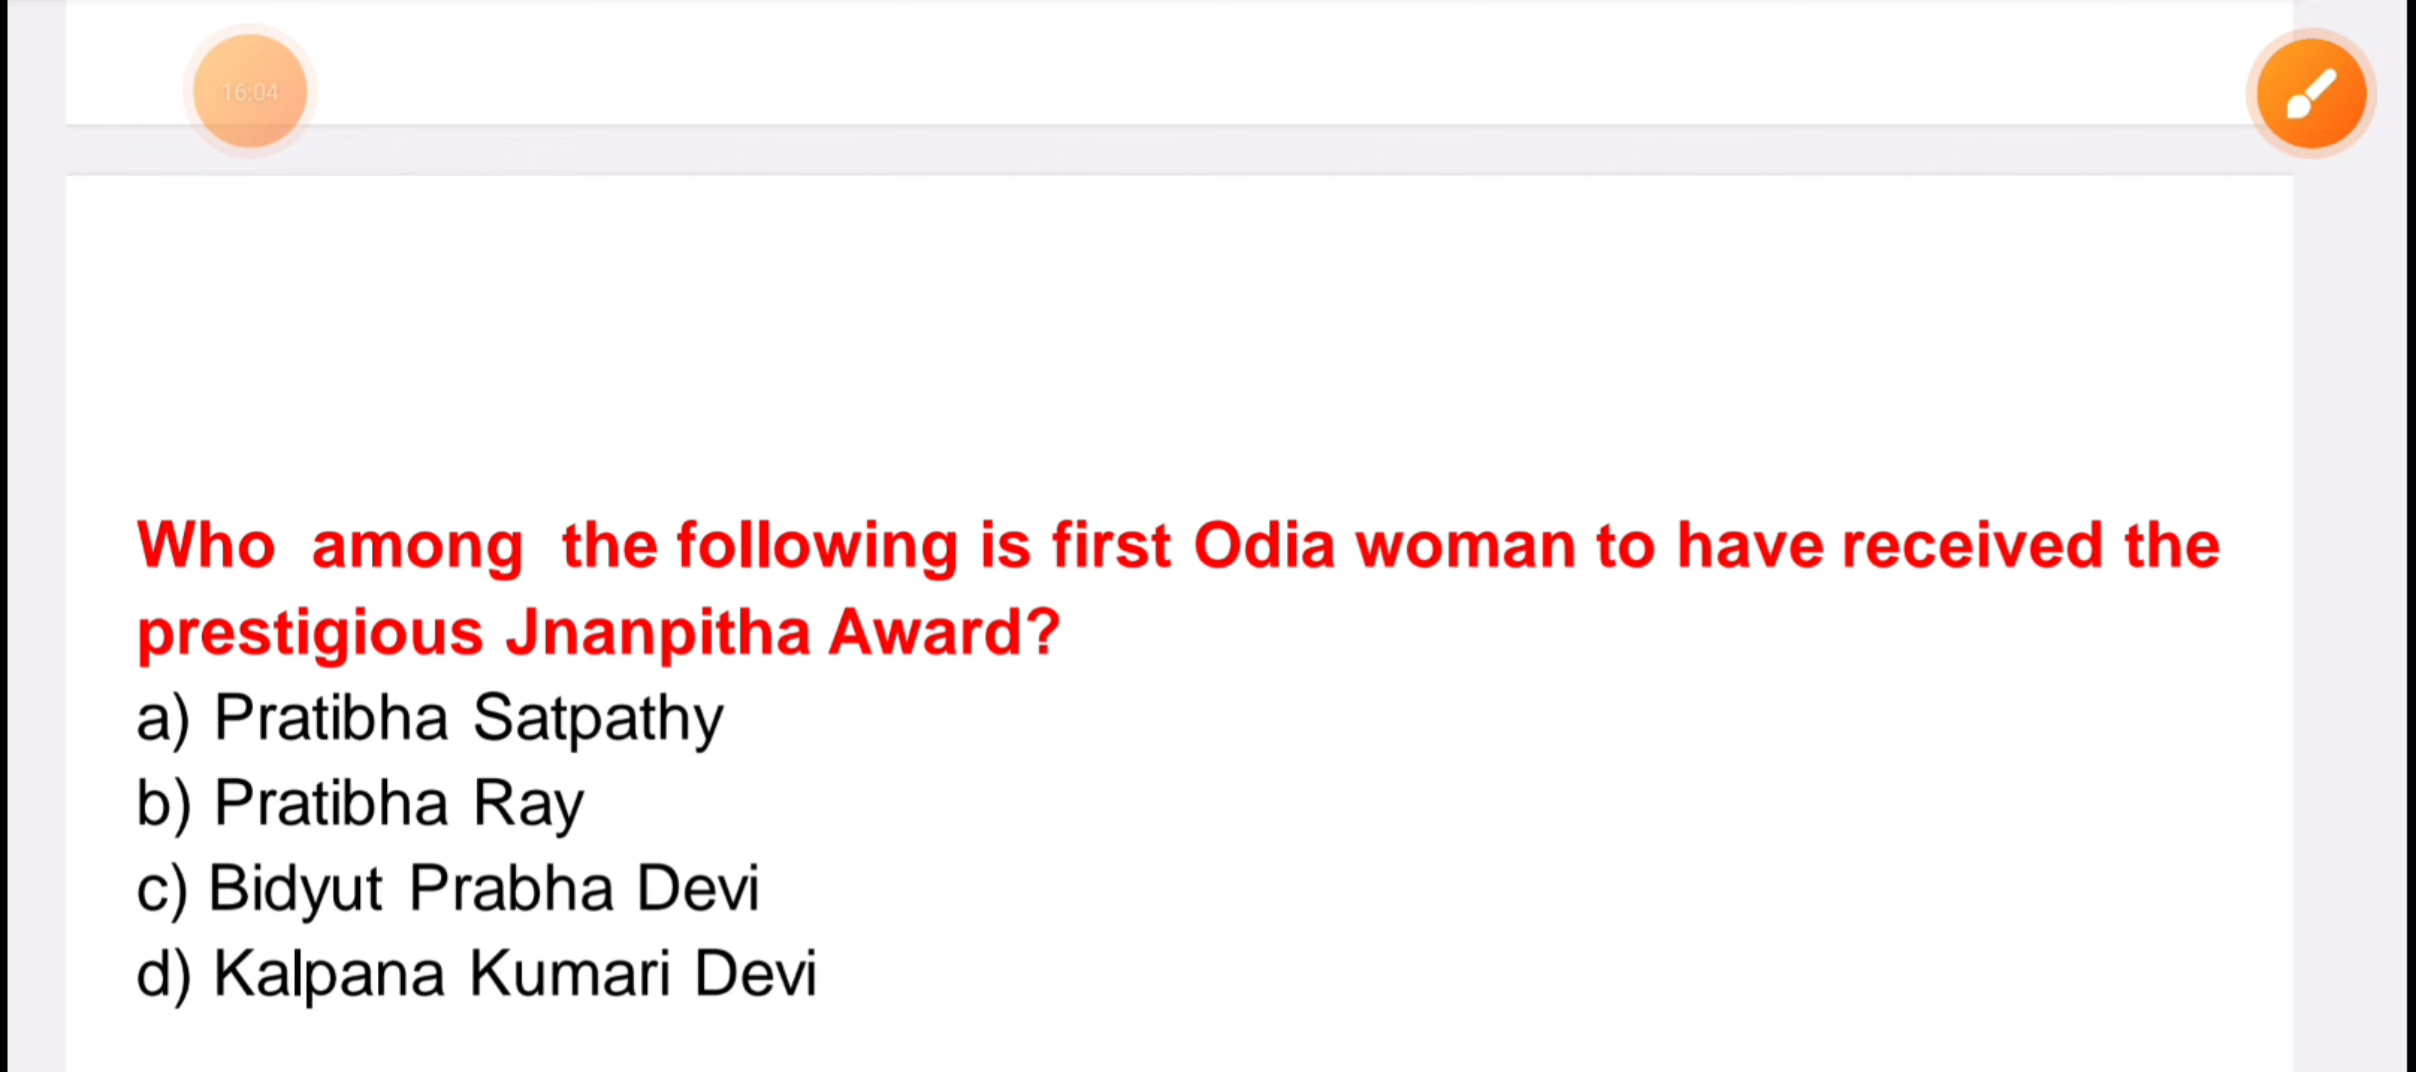 16:04
Who among the following is first Odia woman to have received the
prestigious Jnanpitha Award?
a) Pratibha Satpathy
b) Pratibha Ray
c) Bidyut Prabha Devi
d) Kalpana Kumari Devi